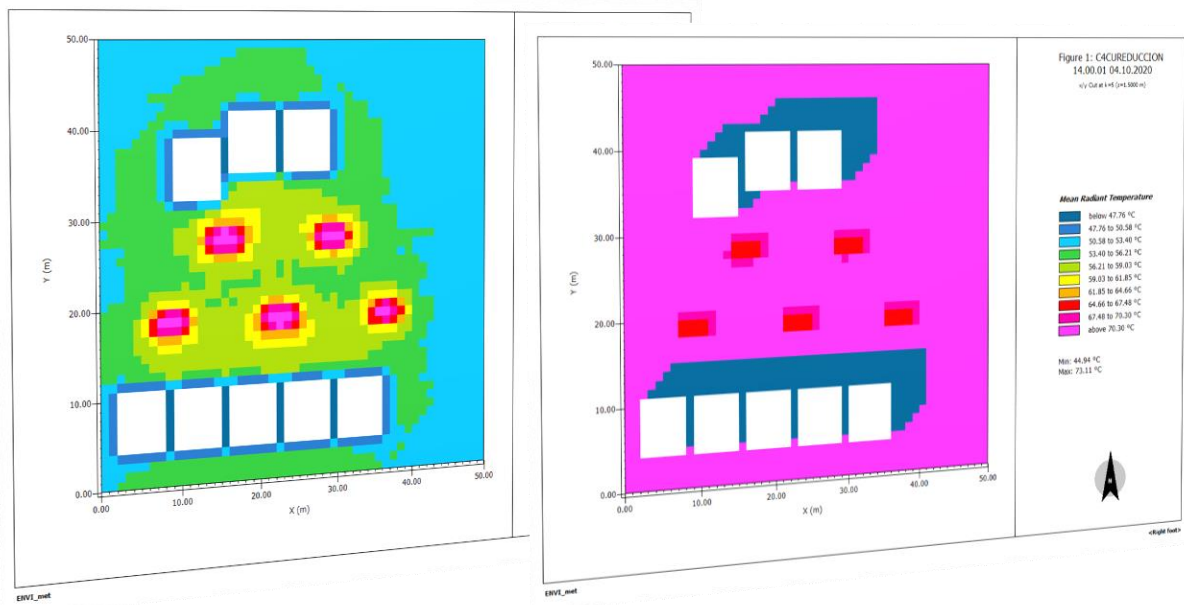 50.00
40.00
30.00
20.00
10.00
0.00
Y (m)
0.00 10.00 20.00 30.00 40.00 50.00
X (m)
ENVI_met
50.00
40.00
30.00
20.00
10.00
0.00
Y (m)
0.00 10.00 20.00 30.00 40.00 50.00
X (m)
ENVI_met
Figure 1: C4CUREDUCCION
14.00.01 04.10.2020
x/y Cut at k=5 (z=1.5000 m)
Mean Radiant Temperature
below 47.76 °C
47.76 to 50.58 °C
50.58 to 53.40 °C
53.40 to 56.21 °C
56.21 to 59.03 °C
59.03 to 61.85 °C
61.85 to 64.66 °C
64.66 to 67.48 °C
67.48 to 70.30 °C
above 70.30 °C
Min: 44.94 °C
Max: 73.11 °C
N
<Right foot>